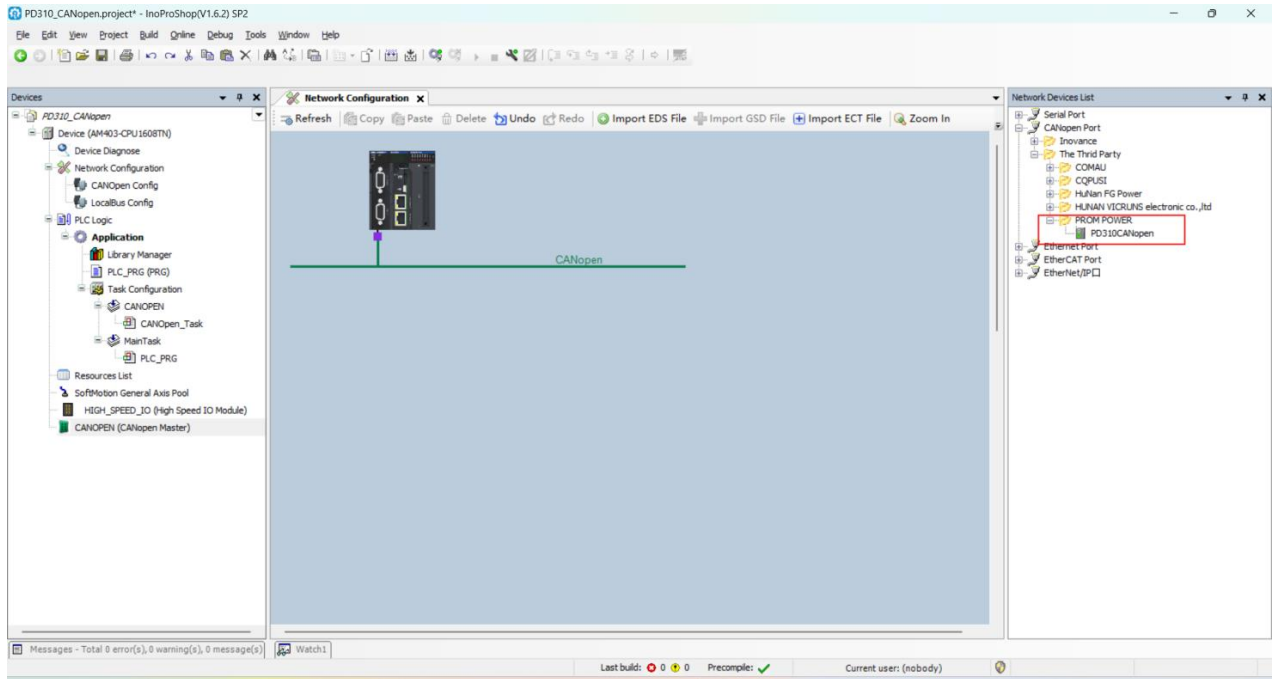 PD310_CANopen.project* - InoProShop(V1.6.2) SP2
File Edit View Project Build Online Debug Tools Window Help
Devices
PD310_CANopen
Device (AM403-CPU1608TN)
Device Diagnose
Network Configuration
CANOpen Config
LocalBus Config
PLC Logic
Application
Library Manager
PLC_PRG (PRG)
Task Configuration
CANOPEN
CANOpen_Task
MainTask
PLC_PRG
Resources List
SoftMotion General Axis Pool
HIGH_SPEED_IO (High Speed IO Module)
CANOPEN (CANopen Master)
Network Configuration
Refresh Copy Paste Delete Undo Redo Import EDS File Import GSD File Import ECT File Zoom In
CANopen
Network Devices List
Serial Port
CANopen Port
Inovance
The Thrid Party
COMAU
CQPUSI
HuNan FG Power
HUNAN VICRUNS electronic co.,ltd
PROM POWER
PD310CANopen
Ethernet Port
EtherCAT Port
EtherNet/IP口
Messages - Total 0 error(s), 0 warning(s), 0 message(s)
Watch1
Last build: 0 0 Precompile: Current user: (nobody)